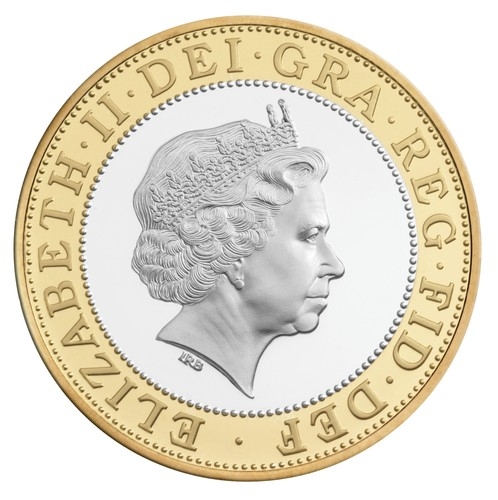 ELIZABETH · II · DEI · GRA · REG · FID · DEF ·
IRB